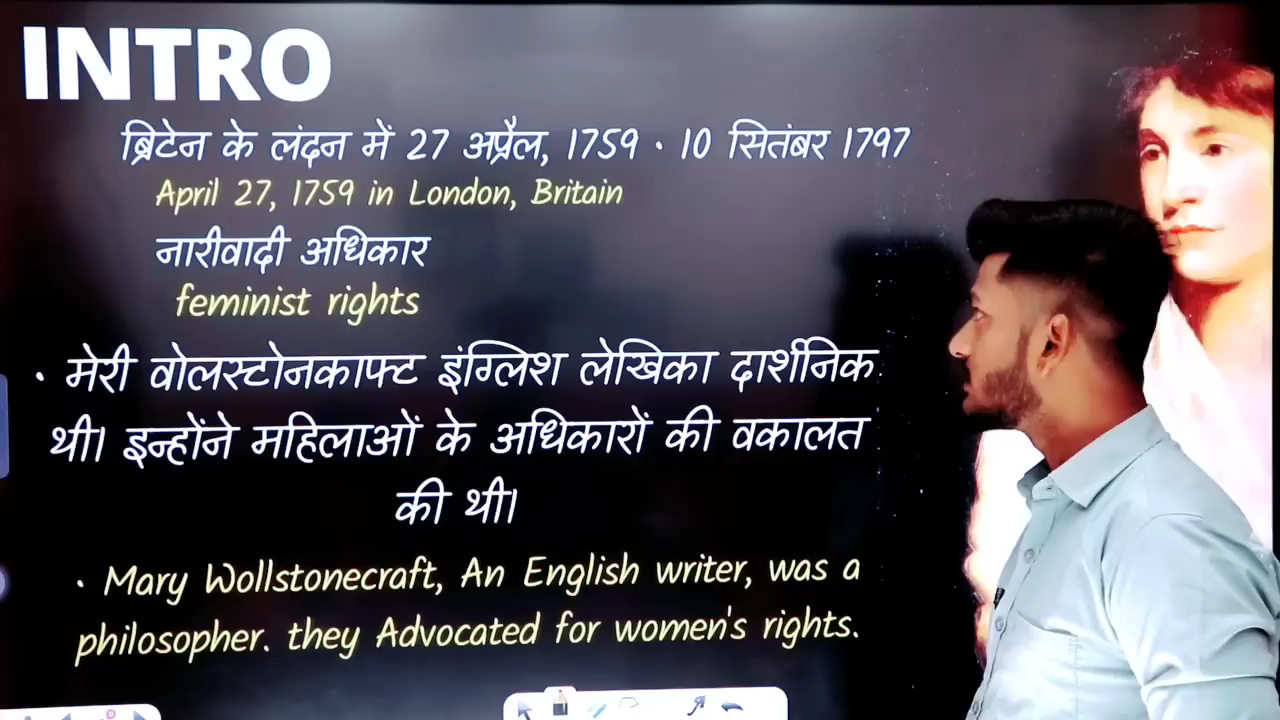 INTRO
ब्रिटेन के लंदन में 27 अप्रैल, 1759 · 10 सितंबर 1797
April 27, 1759 in London, Britain
नारीवादी अधिकार
feminist rights
· मेरी वोलस्टोनकाफ्ट इंग्लिश लेखिका दार्शनिक
थी। इन्होंने महिलाओं के अधिकारों की वकालत
की थी।
· Mary Wollstonecraft, An English writer, was a
philosopher. they Advocated for women's rights.